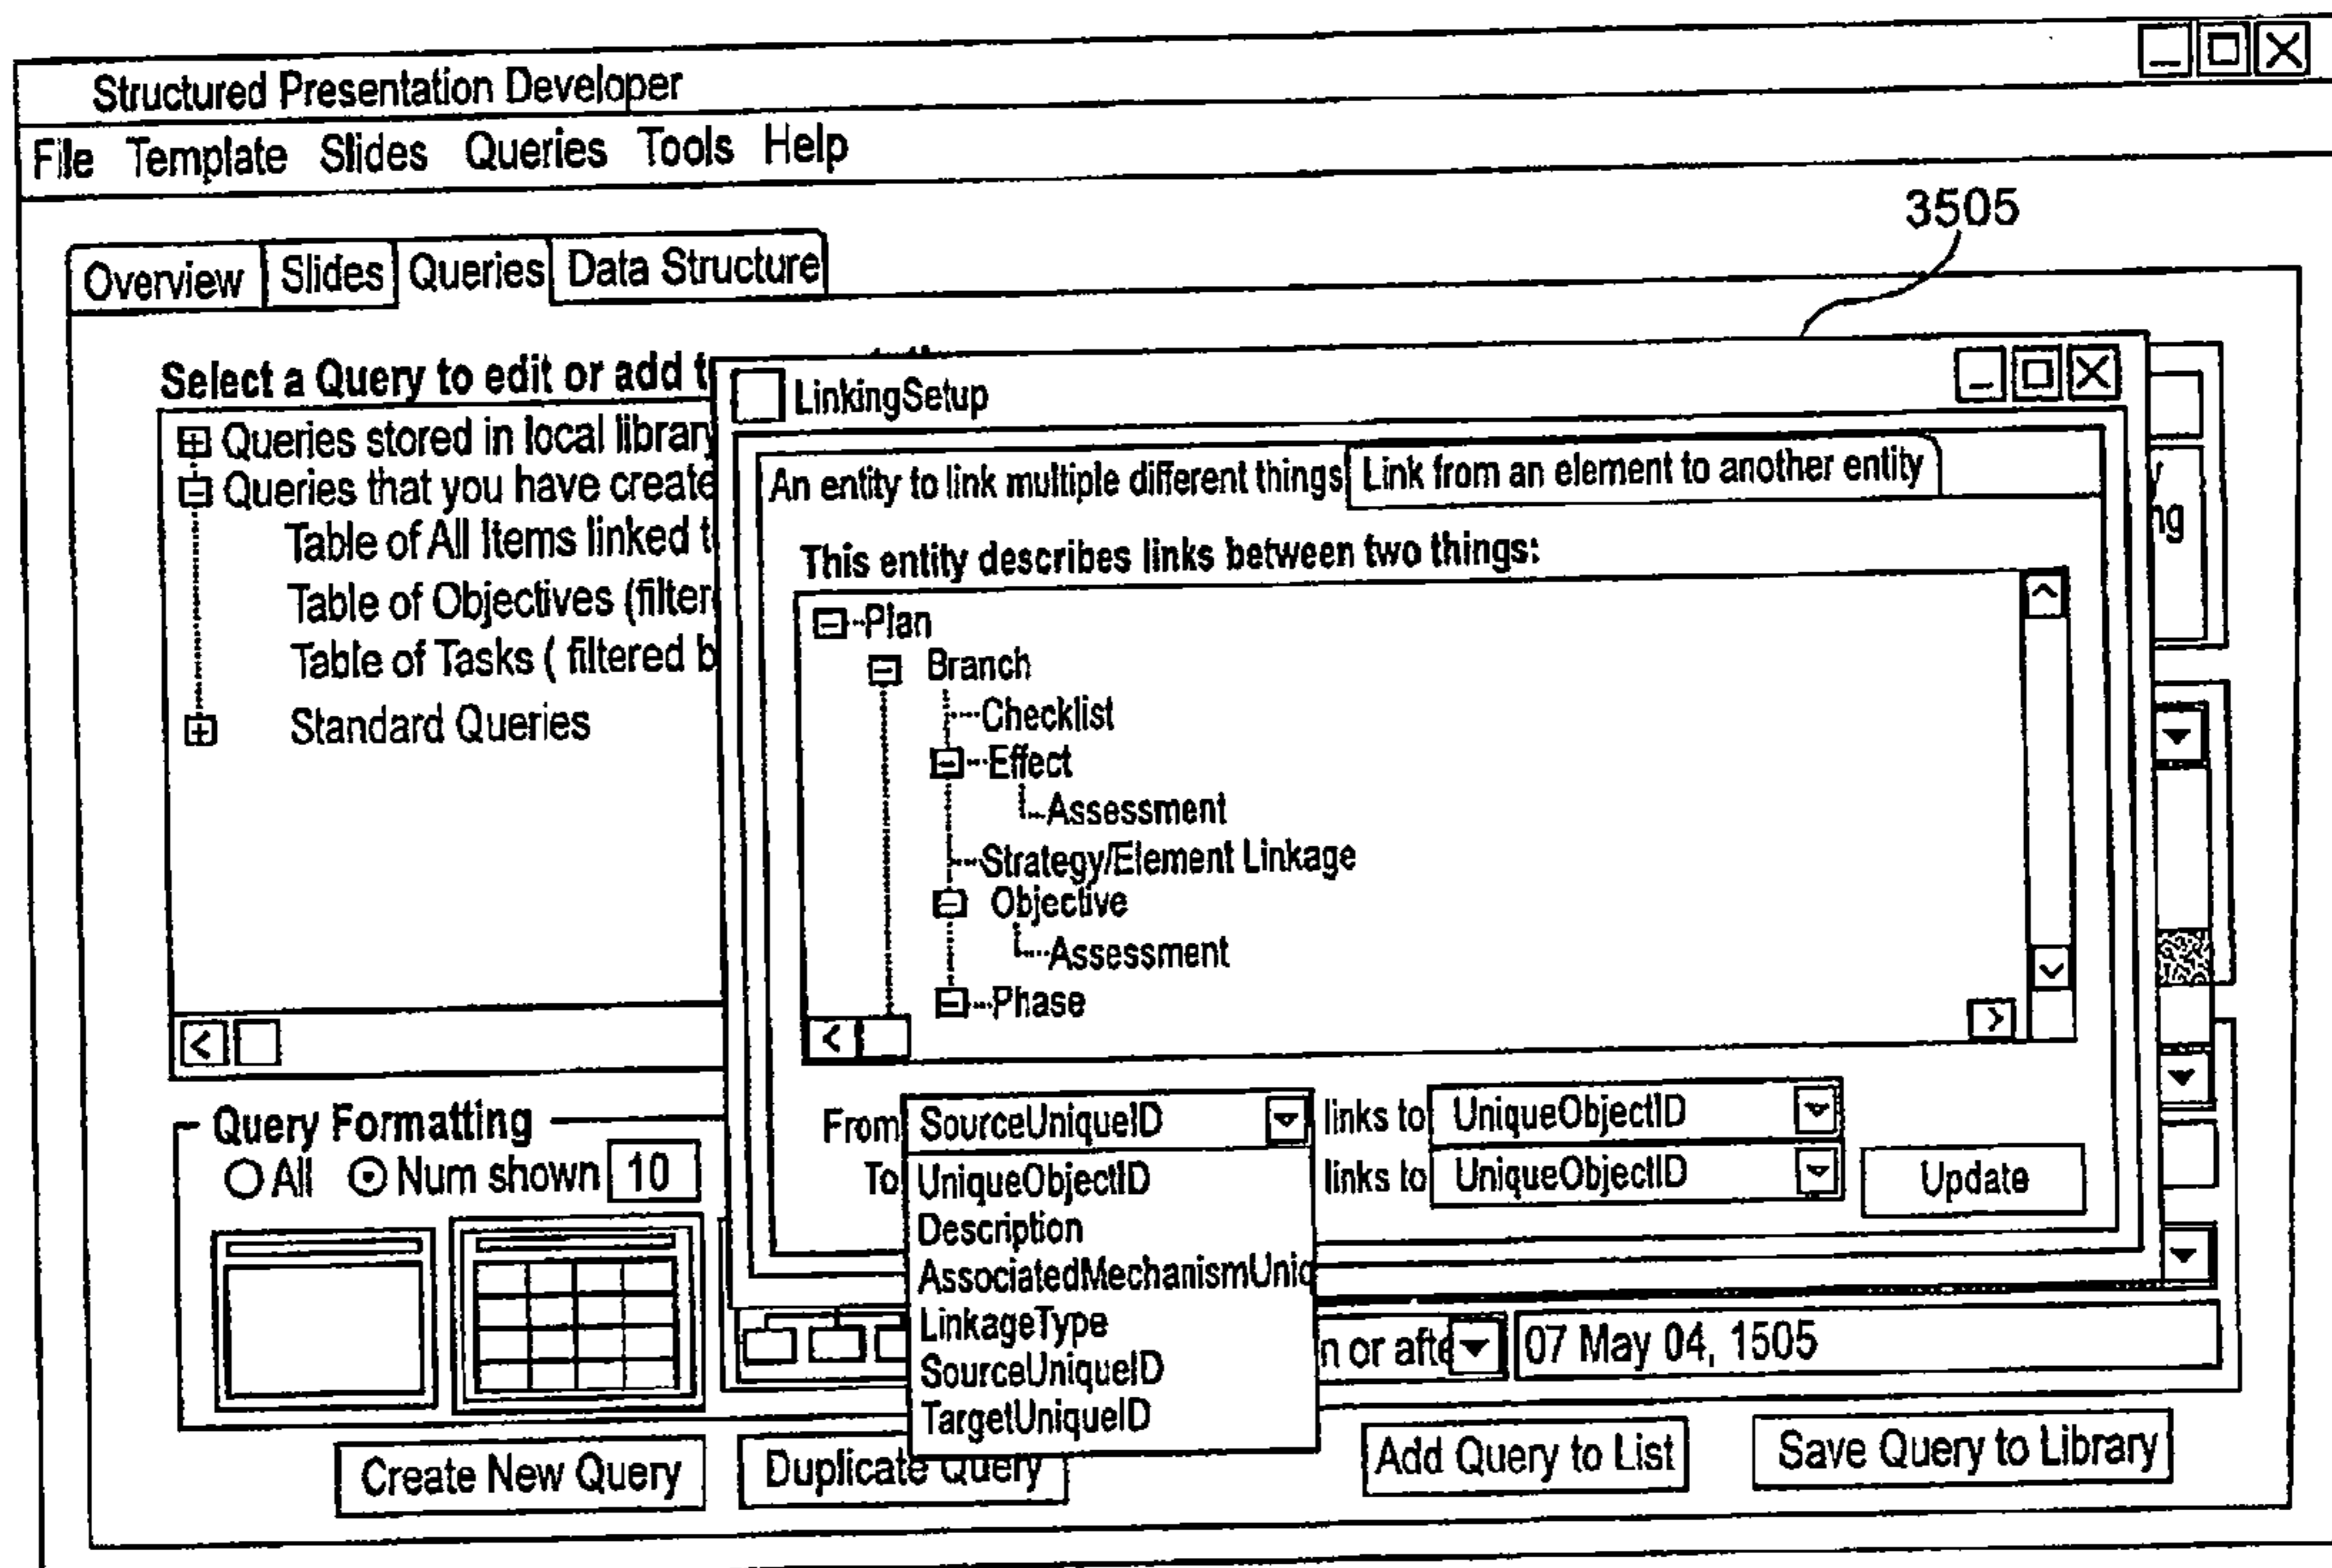 Structured Presentation Developer
File Template Slides Queries Tools Help
3505
Overview Slides Queries Data Structure
Select a Query to edit or add
Queries stored in local library
Queries that you have create
Table of All Items linked t
Table of Objectives (filter
Table of Tasks ( filtered b
Standard Queries
LinkingSetup
An entity to link multiple different things Link from an element to another entity
This entity describes links between two things:
Plan
Branch
Checklist
Effect
Assessment
Strategy/Element Linkage
Objective
Assessment
Phase
ng
From SourceUniqueID links to UniqueObjectID
To links to UniqueObjectID Update
UniqueObjectID
Description
AssociatedMechanismUniq
LinkageType
SourceUniqueID
TargetUniqueID
Query Formatting
All Num shown 10
n or afte 07 May 04, 1505
Create New Query Duplicate Query Add Query to List Save Query to Library